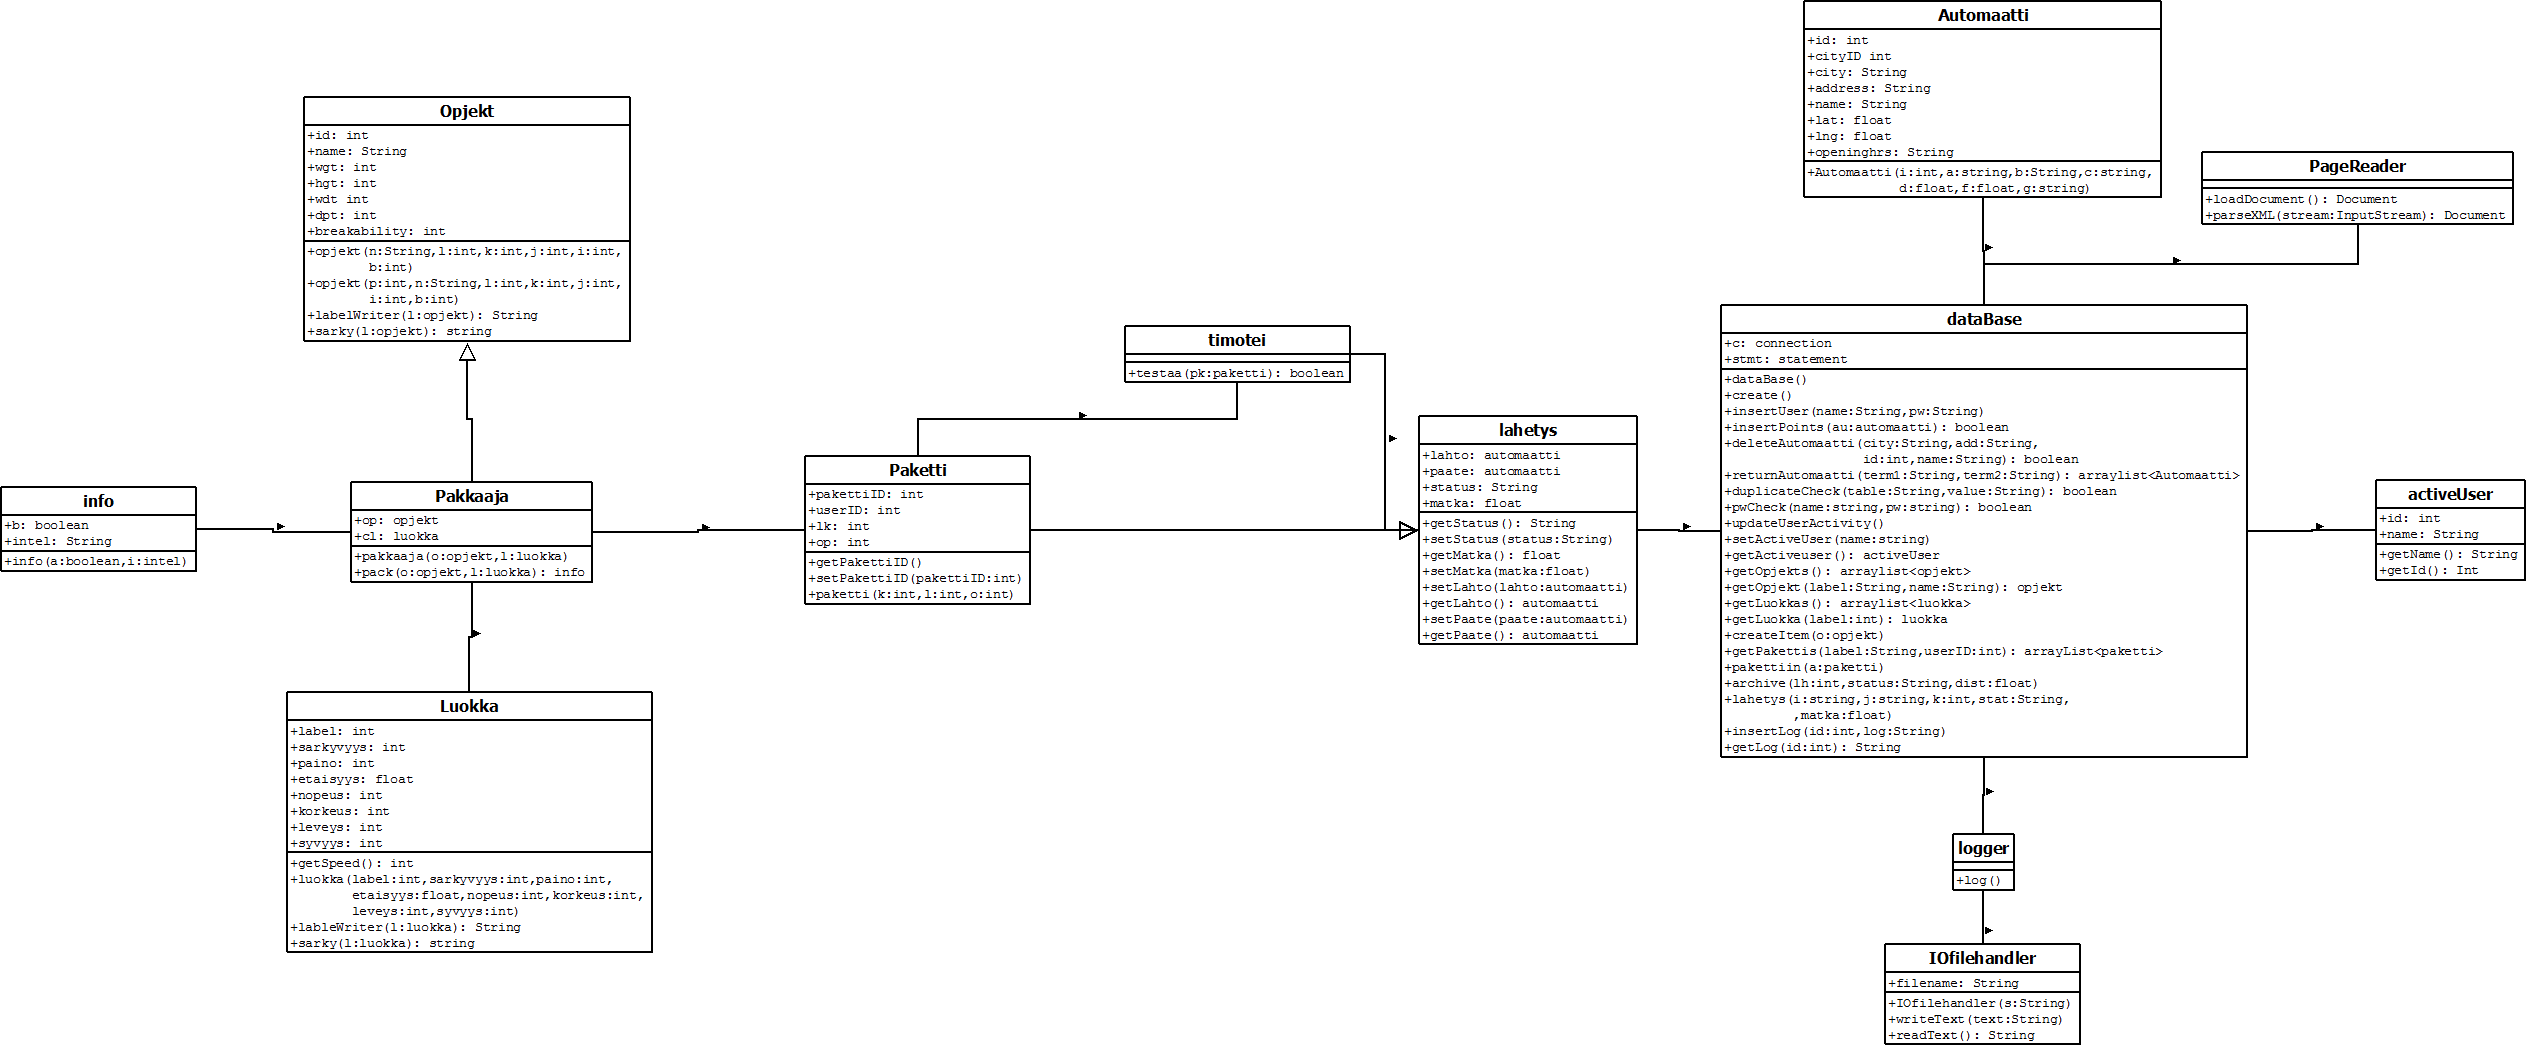 Automaatti
+id: int
+cityID int
+city: String
+address: String
+name: String
+lat: float
+lng: float
+openinghrs: String
+Automaatti(i:int,a:string,b:String,c:string,
d:float,f:float,g:string)
PageReader
+loadDocument(): Document
+parseXML(stream:InputStream): Document
Opjekt
+id: int
+name: String
+wgt: int
+hgt: int
+wdt int
+dpt: int
+breakability: int
+opjekt(n:String,l:int,k:int,j:int,i:int,
b:int)
+opjekt(p:int,n:String,l:int,k:int,j:int,
i:int,b:int)
+labelWriter(l:opjekt): String
+sarky(l:opjekt): string
timotei
+testaa(pk:paketti): boolean
info
+b: boolean
+intel: String
+info(a:boolean,i:intel)
Pakkaaja
+op: opjekt
+cl: luokka
+pakkaaja(o:opjekt,l:luokka)
+pack(o:opjekt,l:luokka): info
Paketti
+pakettiID: int
+userID: int
+lk: int
+op: int
+getPakettiID()
+setPakettiID(pakettiID:int)
+paketti(k:int,l:int,o:int)
lahetys
+lahto: automaatti
+paate: automaatti
+status: String
+matka: float
+getStatus(): String
+setStatus(status:String)
+getMatka(): float
+setMatka(matka:float)
+setLahto(lahto:automaatti)
+getLahto(): automaatti
+setPaate(paate:automaatti)
+getPaate(): automaatti
dataBase
+c: connection
+stmt: statement
+dataBase()
+create()
+insertUser(name:String,pw:String)
+insertPoints(au:automaatti): boolean
+deleteAutomaatti(city:String,add:String,
id:int,name:String): boolean
+returnAutomaatti(term1:String,term2:String): arraylist<Automaatti>
+duplicateCheck(table:String,value:String): boolean
+pwCheck(name:string,pw:string): boolean
+updateUserActivity()
+setActiveUser(name:string)
+getActiveuser(): activeUser
+getOpjekts(): arraylist<opjekt>
+getOpjekt(label:String,name:String): opjekt
+getLuokkas(): arraylist<luokka>
+getLuokka(label:int): luokka
+createItem(o:opjekt)
+getPakettis(label:String,userID:int): arrayList<paketti>
+pakettiin(a:paketti)
+archive(lh:int,status:String,dist:float)
+lahetys(i:string,j:string,k:int,stat:String,
,matka:float)
+insertLog(id:int,log:String)
+getLog(id:int): String
activeUser
+id: int
+name: String
+getName(): String
+getId(): Int
Luokka
+label: int
+sarkyvyys: int
+paino: int
+etaisyys: float
+nopeus: int
+korkeus: int
+leveys: int
+syvyys: int
+getSpeed(): int
+luokka(label:int,sarkyvyys:int,paino:int,
etaisyys:float,nopeus:int,korkeus:int,
leveys:int,syvyys:int)
+lableWriter(l:luokka): String
+sarky(l:luokka): string
logger
+log()
IOfilehandler
+filename: String
+IOfilehandler(s:String)
+writeText(text:String)
+readText(): String